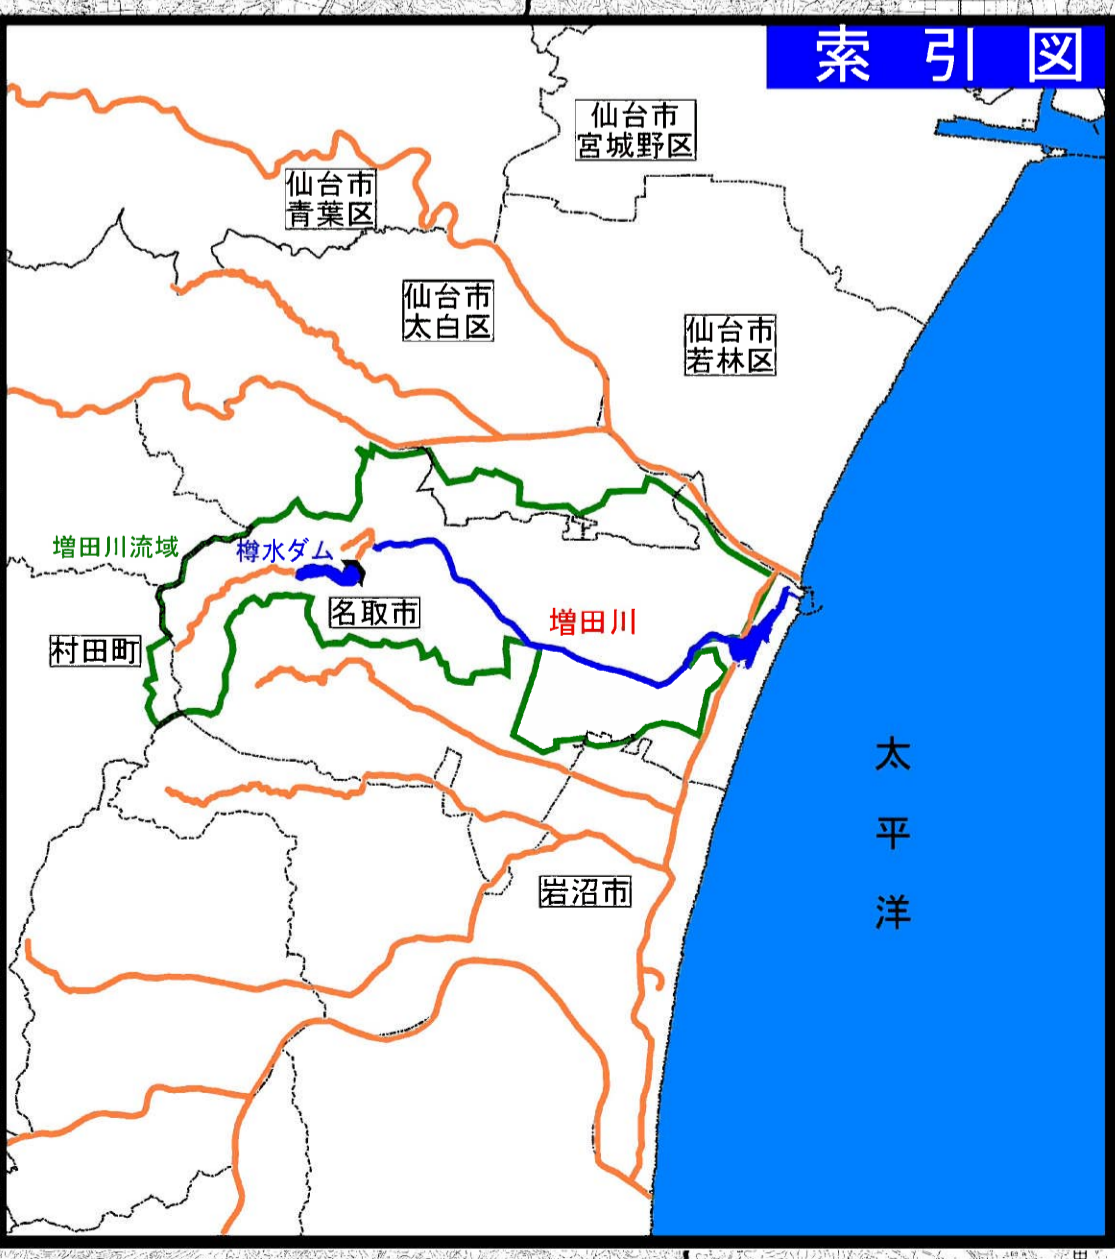 索引図
仙台市
宮城野区
仙台市
青葉区
仙台市
太白区
仙台市
若林区
増田川流域
樽水ダム
名取市
増田川
村田町
太平洋
岩沼市